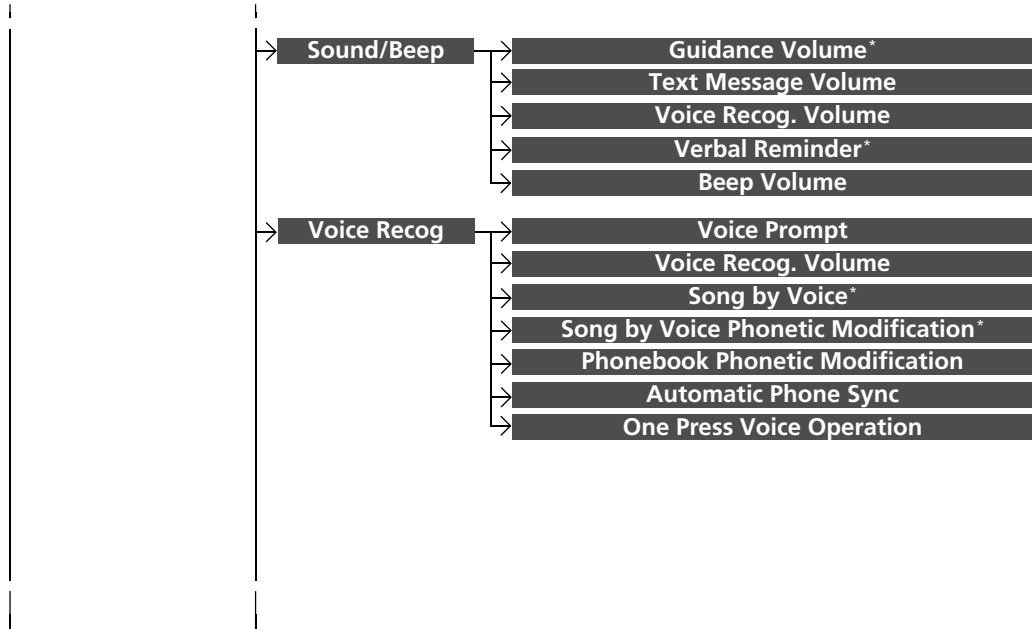 Sound/Beep
Guidance Volume*
Text Message Volume
Voice Recog. Volume
Verbal Reminder*
Beep Volume
Voice Recog
Voice Prompt
Voice Recog. Volume
Song by Voice*
Song by Voice Phonetic Modification*
Phonebook Phonetic Modification
Automatic Phone Sync
One Press Voice Operation